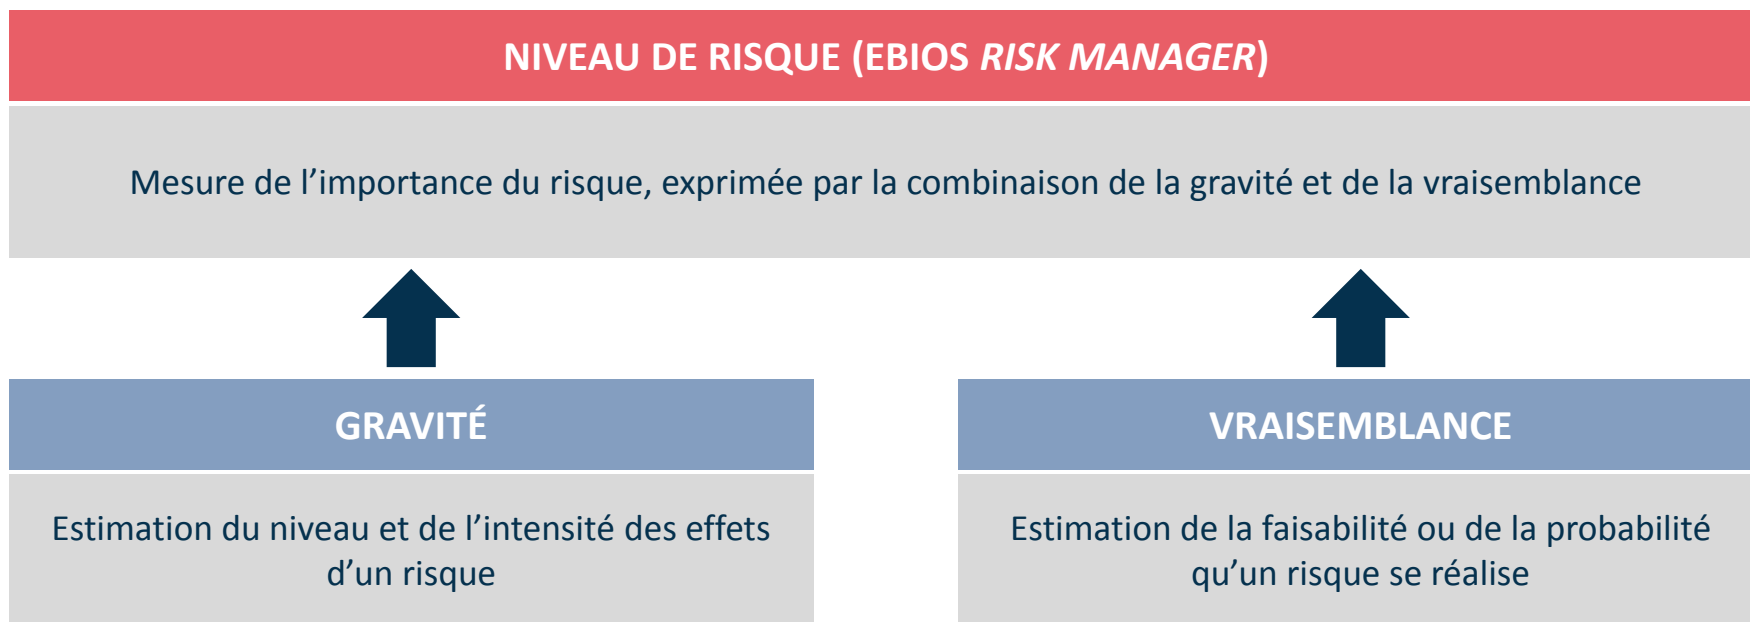 NIVEAU DE RISQUE (EBIOS RISK MANAGER)
Mesure de l’importance du risque, exprimée par la combinaison de la gravité et de la vraisemblance
GRAVITÉ
Estimation du niveau et de l’intensité des effets
d’un risque
VRAISEMBLANCE
Estimation de la faisabilité ou de la probabilité
qu’un risque se réalise